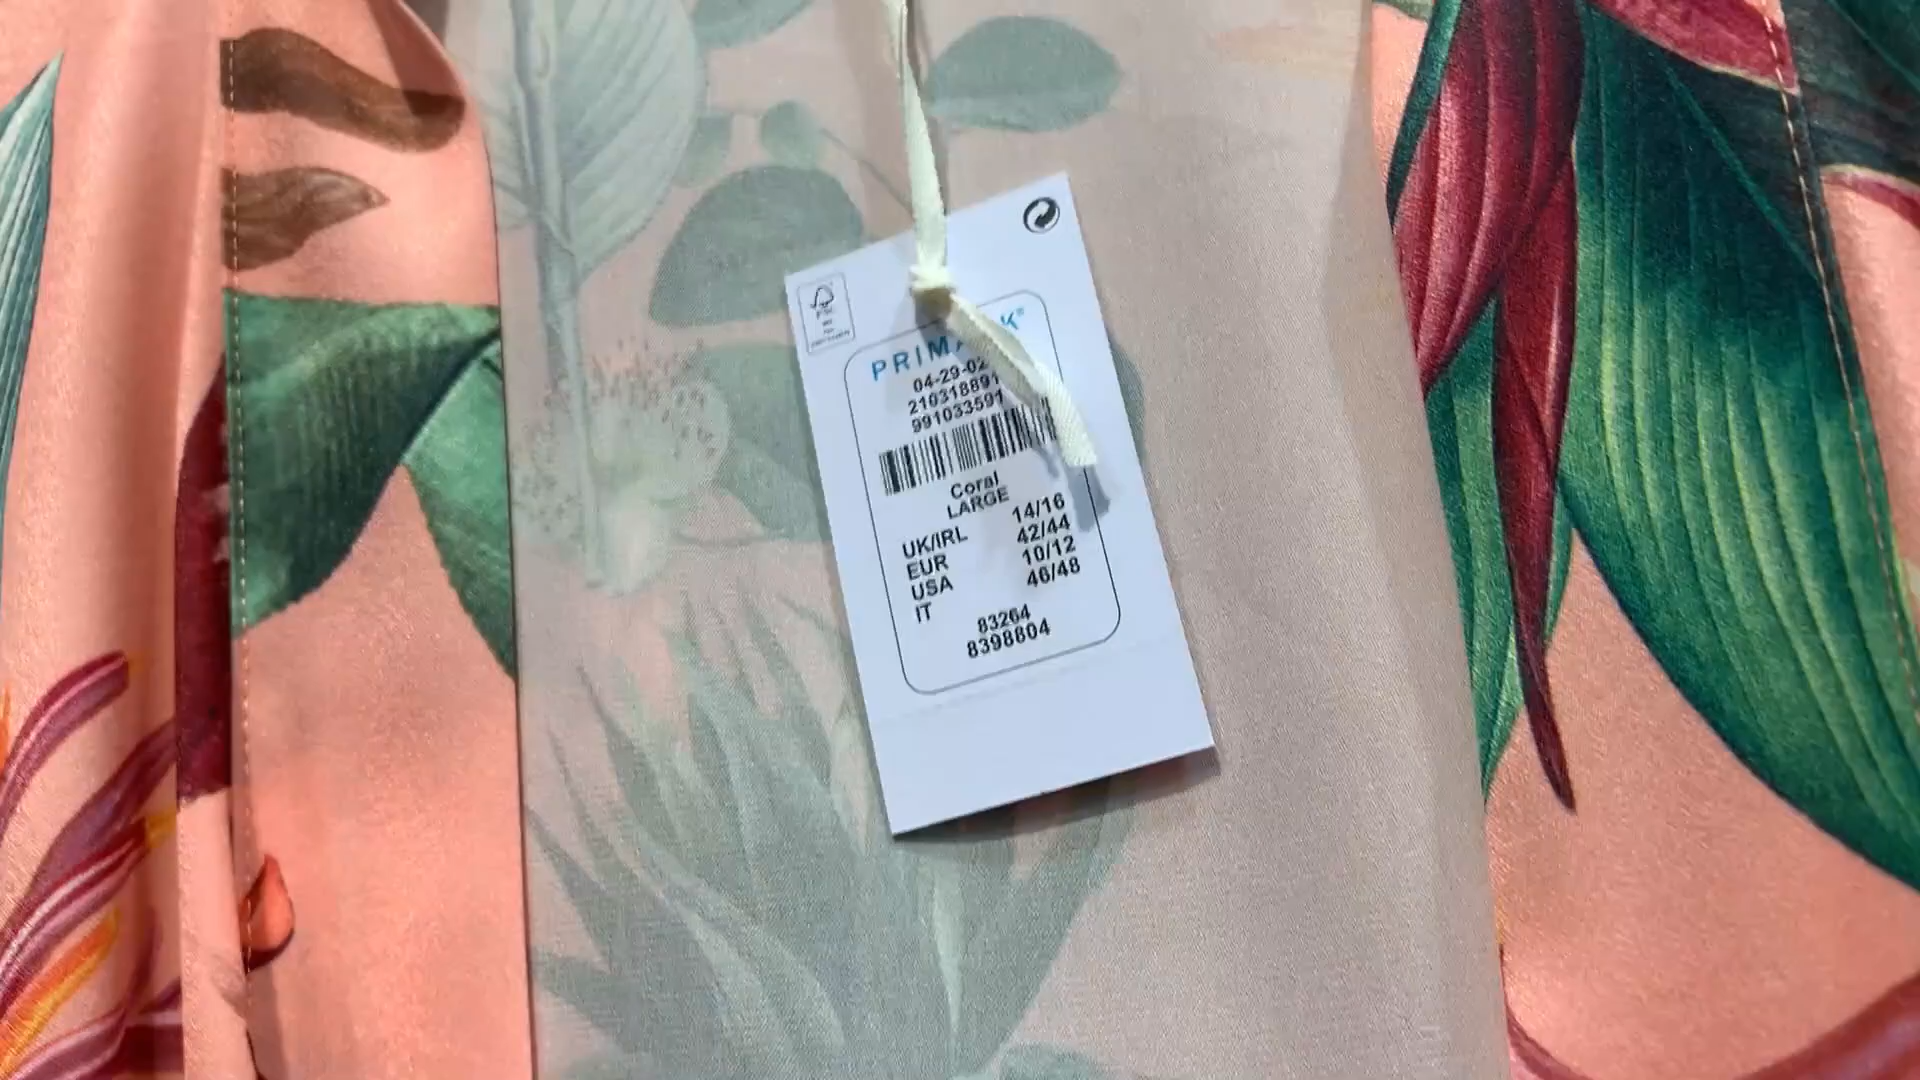 FSC
PRIMARK®
04-29-02
210318891
991033591
Coral
LARGE
UK/IRL 14/16
EUR 42/44
USA 10/12
IT 46/48
83264
8398804